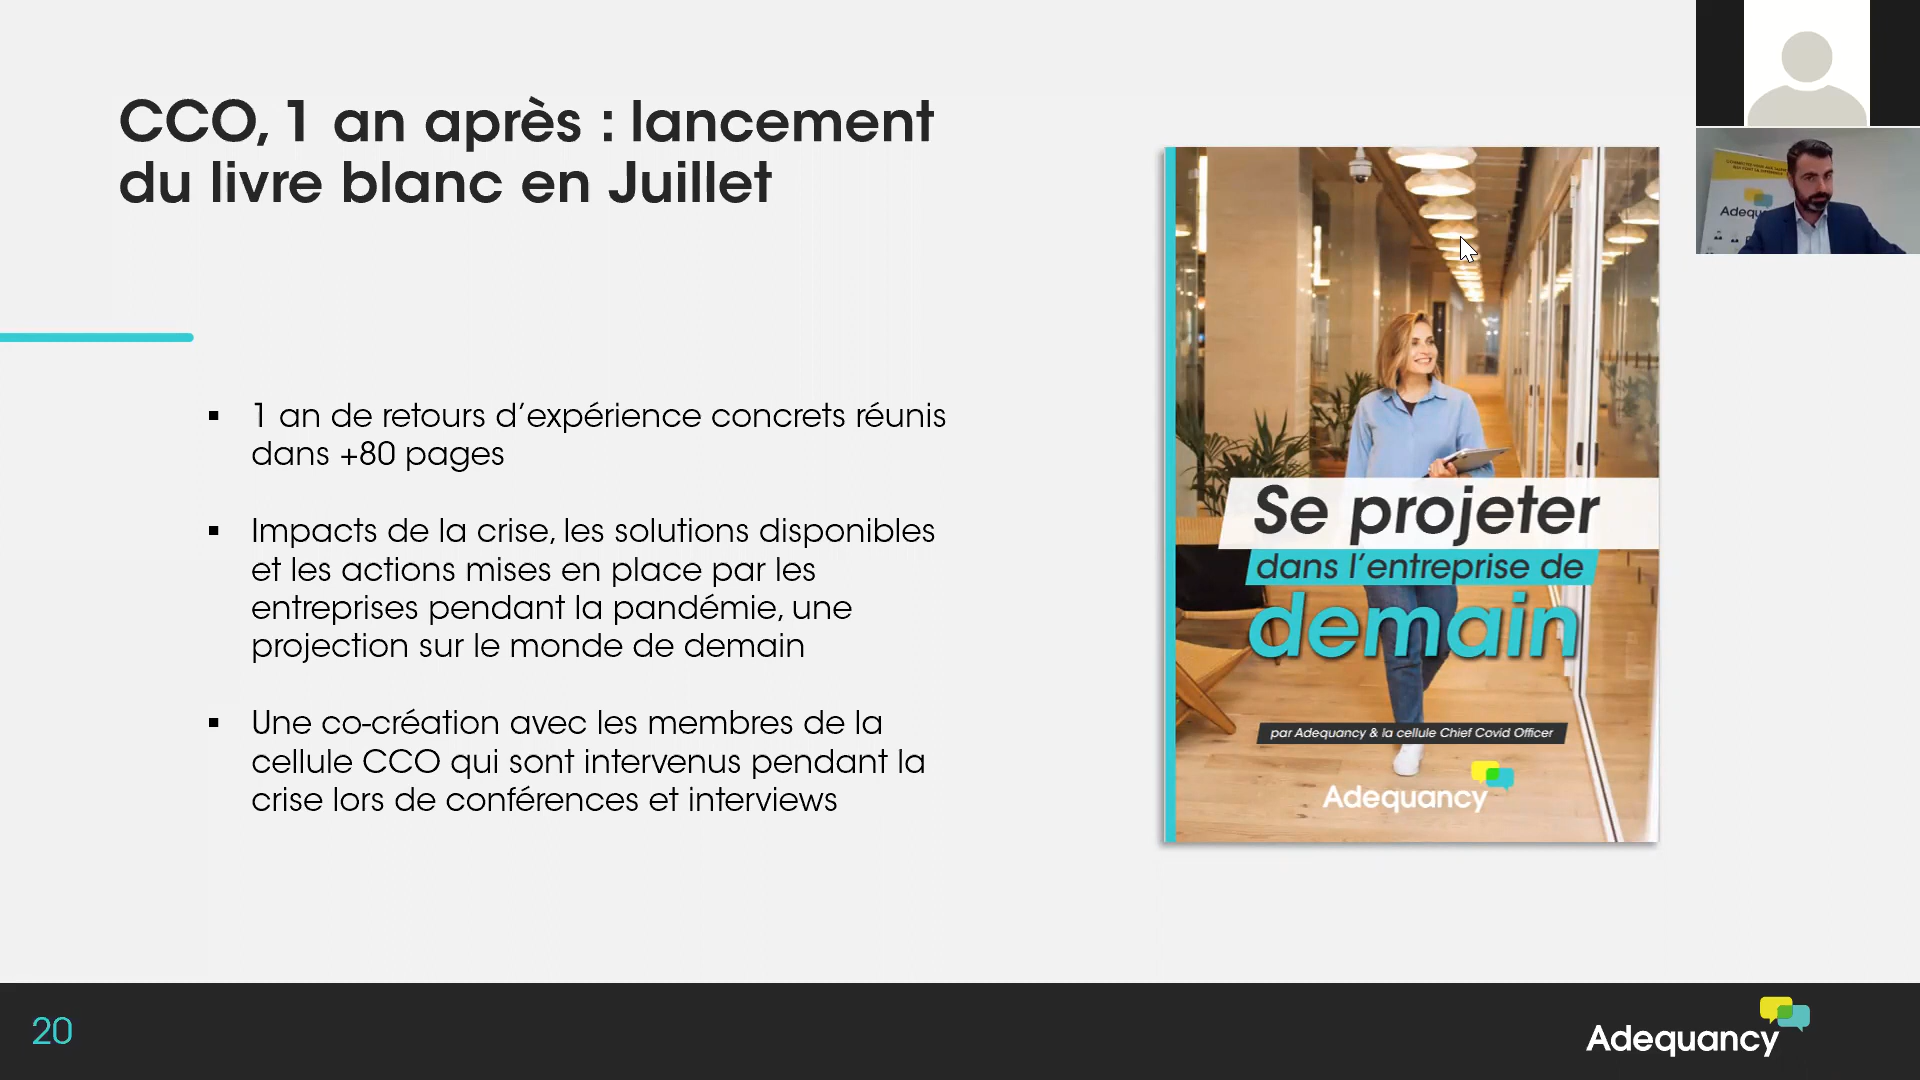 CCO, 1 an après : lancement
du livre blanc en Juillet
▪ 1 an de retours d’expérience concrets réunis
dans +80 pages
▪ Impacts de la crise, les solutions disponibles
et les actions mises en place par les
entreprises pendant la pandémie, une
projection sur le monde de demain
▪ Une co-création avec les membres de la
cellule CCO qui sont intervenus pendant la
crise lors de conférences et interviews
Se projeter
dans l’entreprise de
demain
par Adequancy & la cellule Chief Covid Officer
Adequancy
Adequ
20
Adequancy